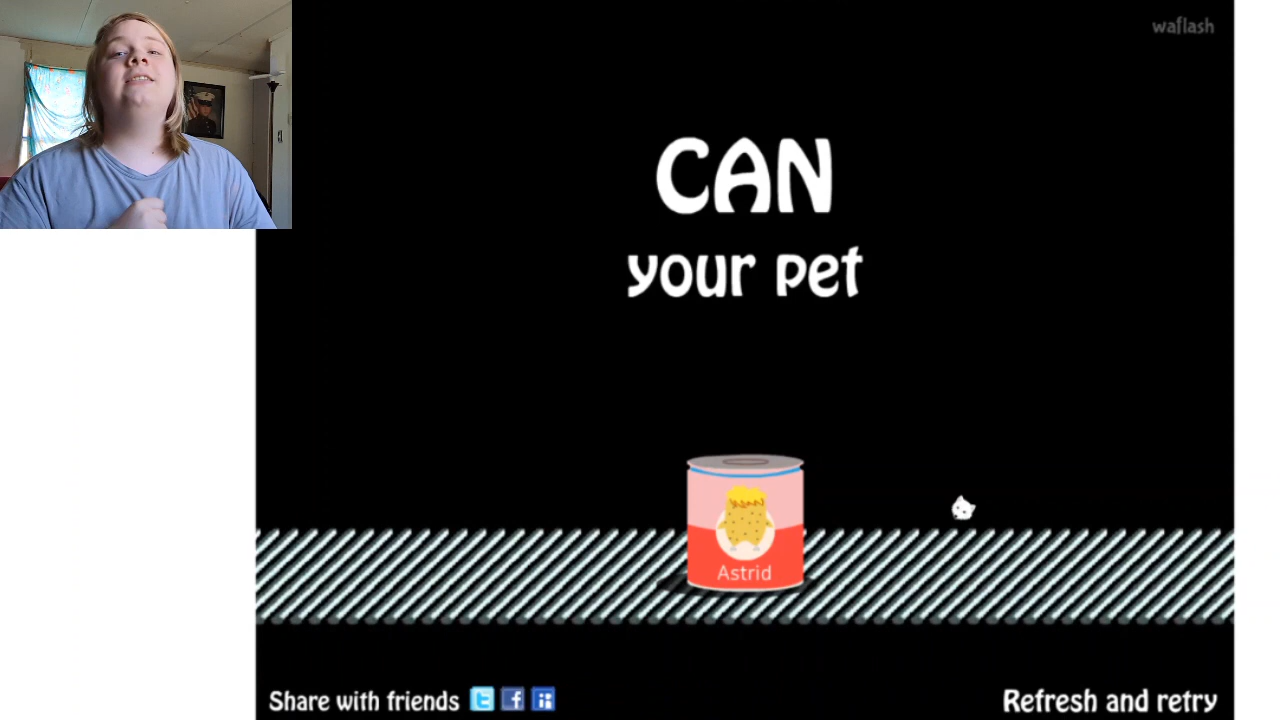 waflash
CAN
your pet
Astrid
Share with friends
Refresh and retry